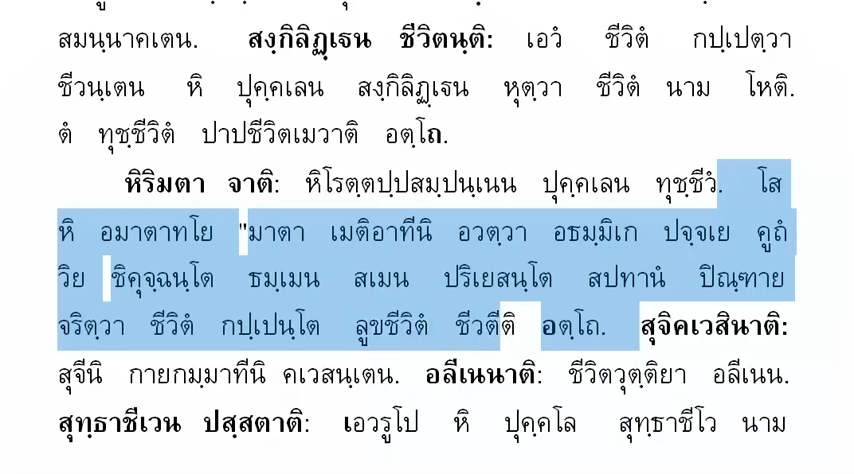 สมนฺนาคเตน. สงฺกิลิฏฺเฐน ชีวิตนฺติ: เอวํ ชีวิตํ กปฺเปตฺวา
ชีวนฺเตน หิ ปุคฺคเลน สงฺกิลิฏฺเฐน หุตฺวา ชีวิตํ นาม โหติ.
ตํ ทุชฺชีวิตํ ปาปชีวิตเมวาติ อตฺโถ.
หิริมตา จาติ: หิโรตฺตปฺปสมฺปนฺเนน ปุคฺคเลน ทุชฺชีวํ. โส
หิ อมาตาทโย "มาตา เมติอาทีนิ อวตฺวา อธมฺมิเก ปจฺจเย คูถํ
วิย ชิคุจฺฉนฺโต ธมฺเมน สเมน ปริเยสนฺโต สปทานํ ปิณฺฑาย
จริตฺวา ชีวิตํ กปฺเปนฺโต ลูขชีวิตํ ชีวตีติ อตฺโถ. สุจิคเวสินาติ:
สุจีนิ กายกมฺมาทีนิ คเวสนฺเตน. อลีเนนาติ: ชีวิตวุตฺติยา อลีเนน.
สุทฺธาชีเวน ปสฺสตาติ: เอวรูโป หิ ปุคฺคโล สุทฺธาชีโว นาม